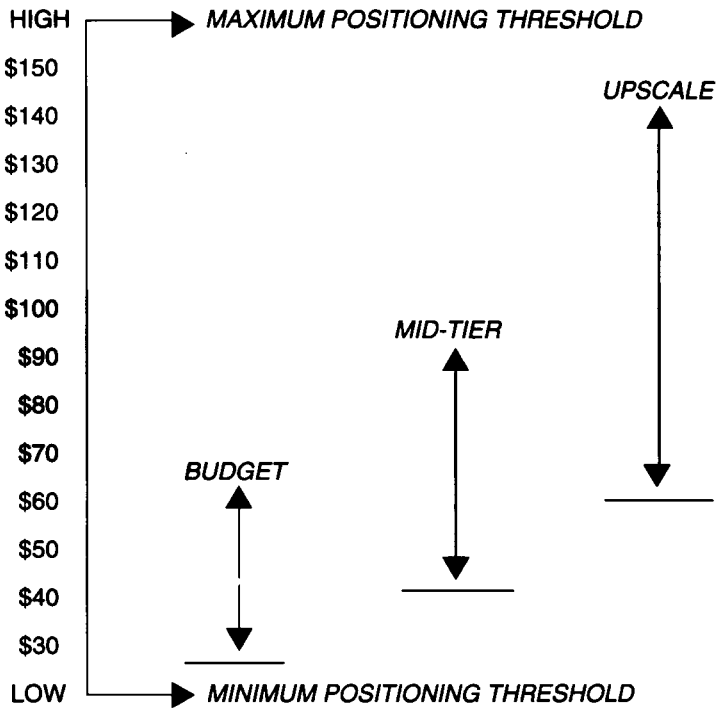 HIGH MAXIMUM POSITIONING THRESHOLD
$150
UPSCALE
$140
$130
$120
$110
$100
MID-TIER
$90
$80
$70
BUDGET
$60
$50
$40
$30
LOW MINIMUM POSITIONING THRESHOLD